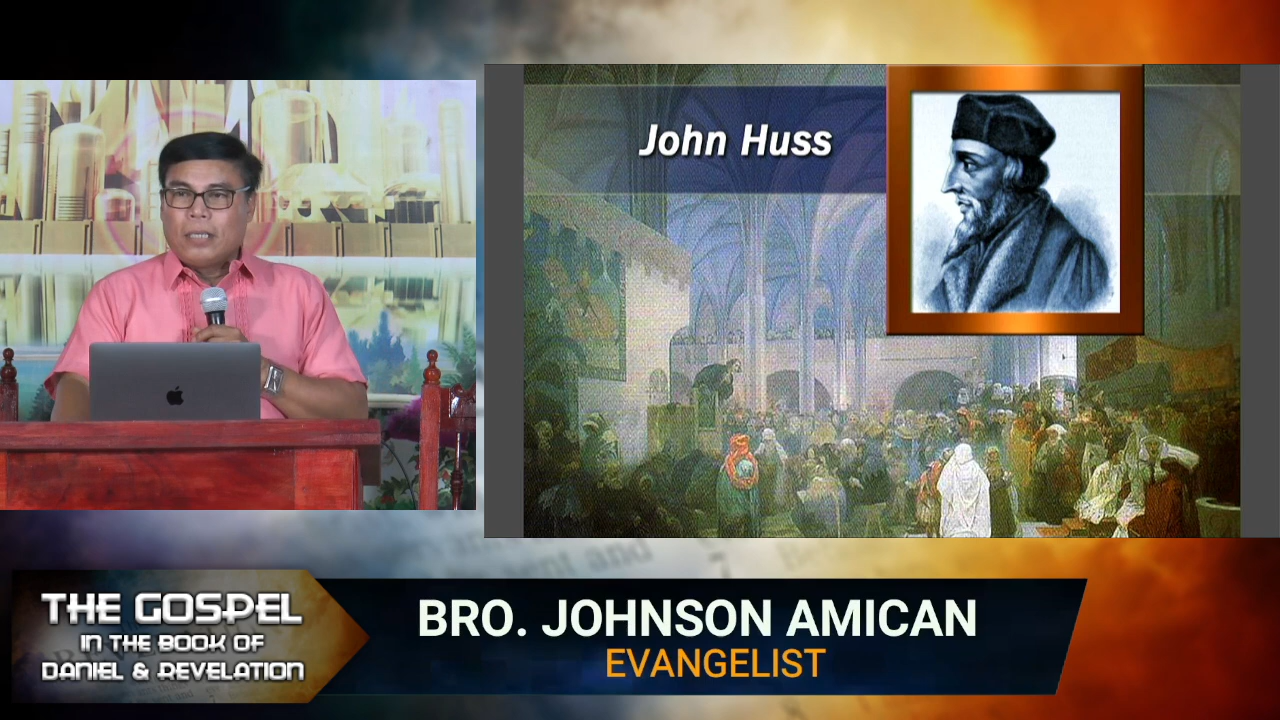 John Huss
THE GOSPEL
IN THE BOOK OF
DANIEL & REVELATION
BRO. JOHNSON AMICAN
EVANGELIST